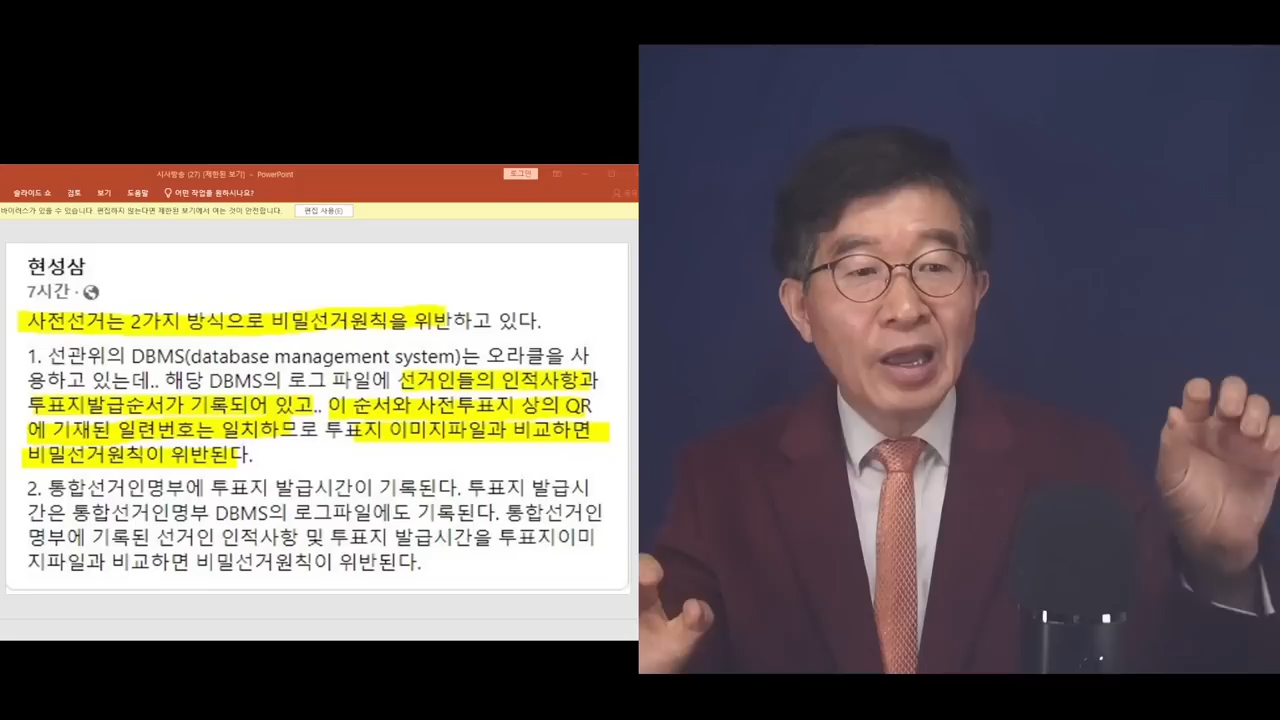 시사방송 (27) [제한된 보기] - PowerPoint
로그인
슬라이드 쇼 검토 보기 도움말 어떤 작업을 원하시나요?
바이러스가 있을 수 있습니다. 편집하지 않는다면 제한된 보기에서 여는 것이 안전합니다. 편집 사용(E)
현성삼
7시간 ·
사전선거는 2가지 방식으로 비밀선거원칙을 위반하고 있다.
1. 선관위의 DBMS(database management system)는 오라클을 사
용하고 있는데.. 해당 DBMS의 로그 파일에 선거인들의 인적사항과
투표지발급순서가 기록되어 있고.. 이 순서와 사전투표지 상의 QR
에 기재된 일련번호는 일치하므로 투표지 이미지파일과 비교하면
비밀선거원칙이 위반된다.
2. 통합선거인명부에 투표지 발급시간이 기록된다. 투표지 발급시
간은 통합선거인명부 DBMS의 로그파일에도 기록된다. 통합선거인
명부에 기록된 선거인 인적사항 및 투표지 발급시간을 투표지이미
지파일과 비교하면 비밀선거원칙이 위반된다.